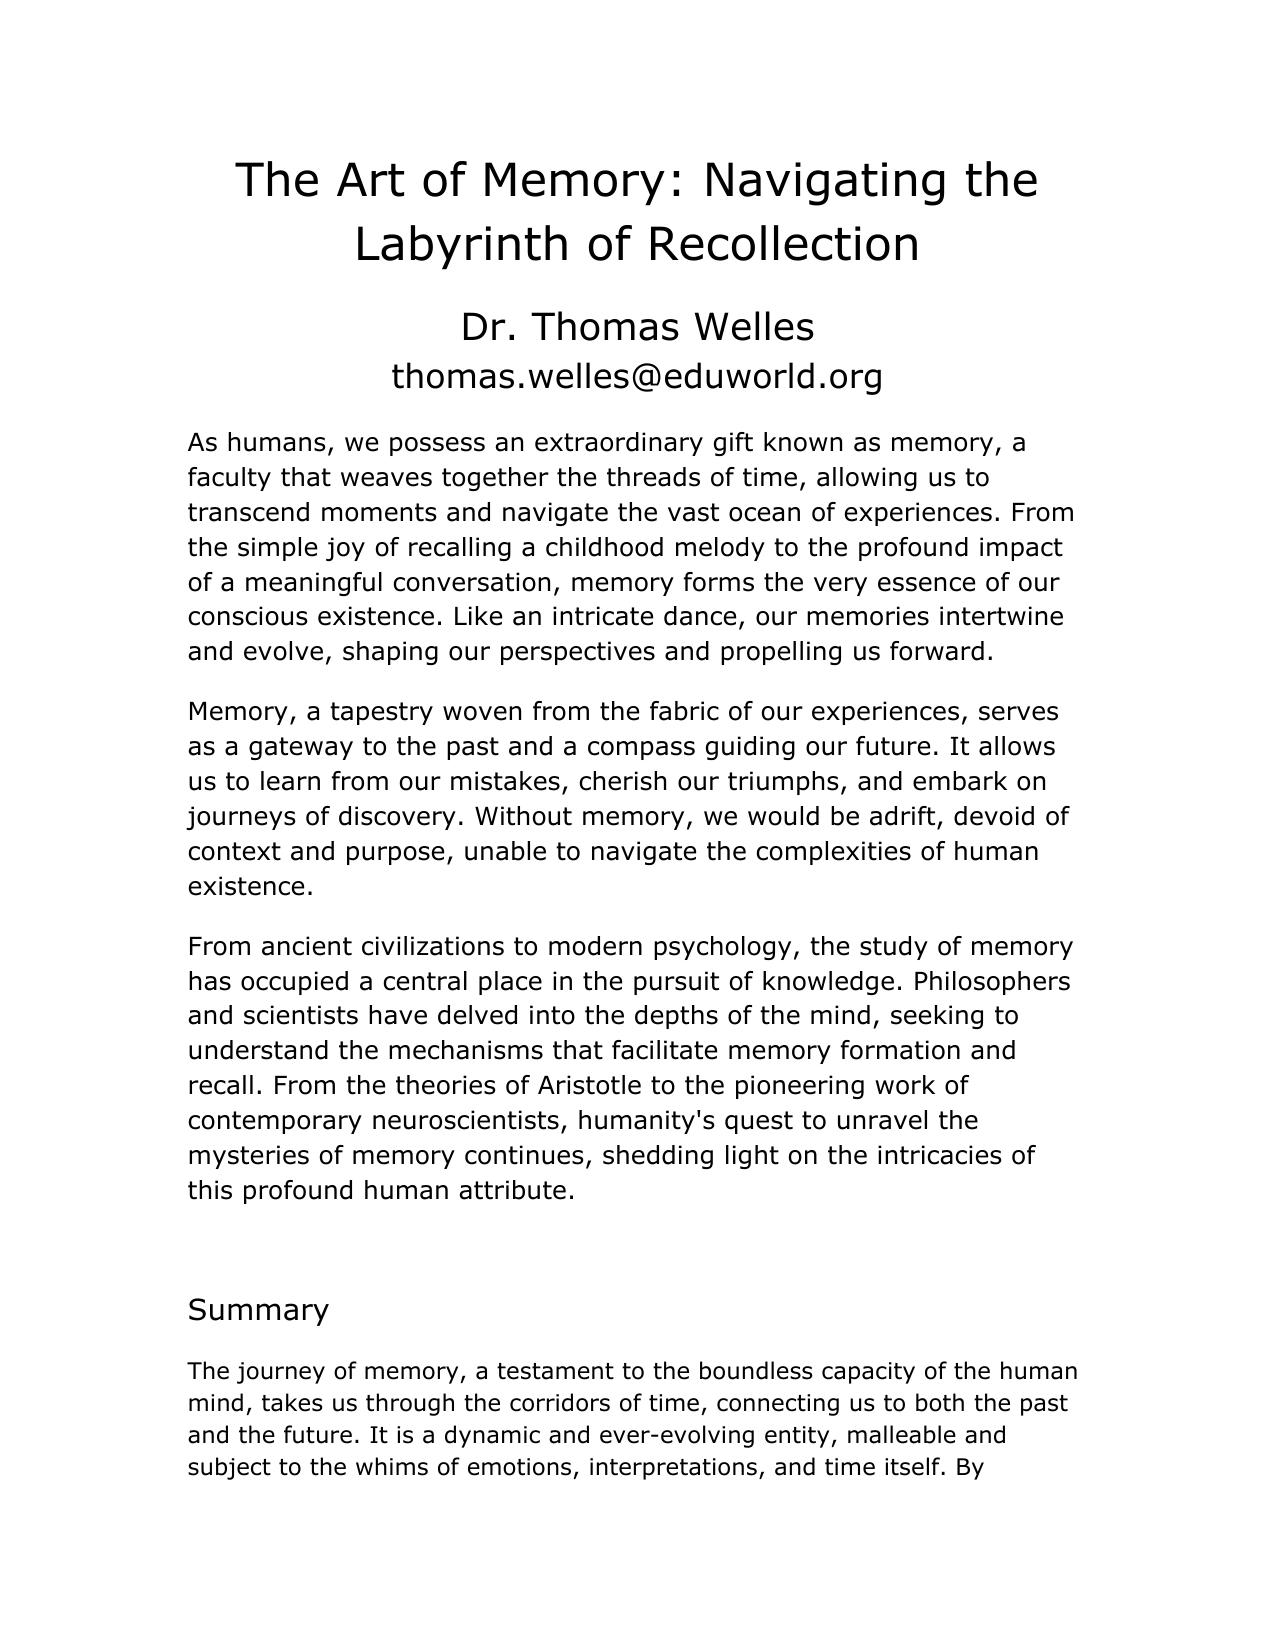 The Art of Memory: Navigating the
Labyrinth of Recollection
Dr. Thomas Welles
thomas.welles@eduworld.org
As humans, we possess an extraordinary gift known as memory, a
faculty that weaves together the threads of time, allowing us to
transcend moments and navigate the vast ocean of experiences. From
the simple joy of recalling a childhood melody to the profound impact
of a meaningful conversation, memory forms the very essence of our
conscious existence. Like an intricate dance, our memories intertwine
and evolve, shaping our perspectives and propelling us forward.
Memory, a tapestry woven from the fabric of our experiences, serves
as a gateway to the past and a compass guiding our future. It allows
us to learn from our mistakes, cherish our triumphs, and embark on
journeys of discovery. Without memory, we would be adrift, devoid of
context and purpose, unable to navigate the complexities of human
existence.
From ancient civilizations to modern psychology, the study of memory
has occupied a central place in the pursuit of knowledge. Philosophers
and scientists have delved into the depths of the mind, seeking to
understand the mechanisms that facilitate memory formation and
recall. From the theories of Aristotle to the pioneering work of
contemporary neuroscientists, humanity's quest to unravel the
mysteries of memory continues, shedding light on the intricacies of
this profound human attribute.
Summary
The journey of memory, a testament to the boundless capacity of the human
mind, takes us through the corridors of time, connecting us to both the past
and the future. It is a dynamic and ever-evolving entity, malleable and
subject to the whims of emotions, interpretations, and time itself. By